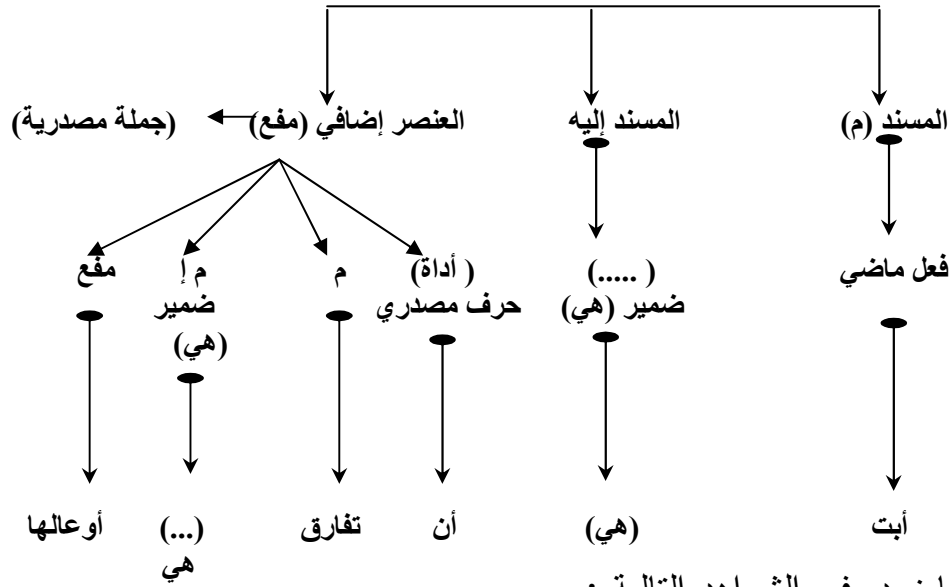 المسند (م) المسند إليه العنصر إضافي (مفع) (جملة مصدرية)
فعل ماضي (.....) ( أداة) م م إ مفع
ضمير (هي) حرف مصدري ضمير
(هي)
أبت (هي) أن تفارق (...) أوعالها
هي